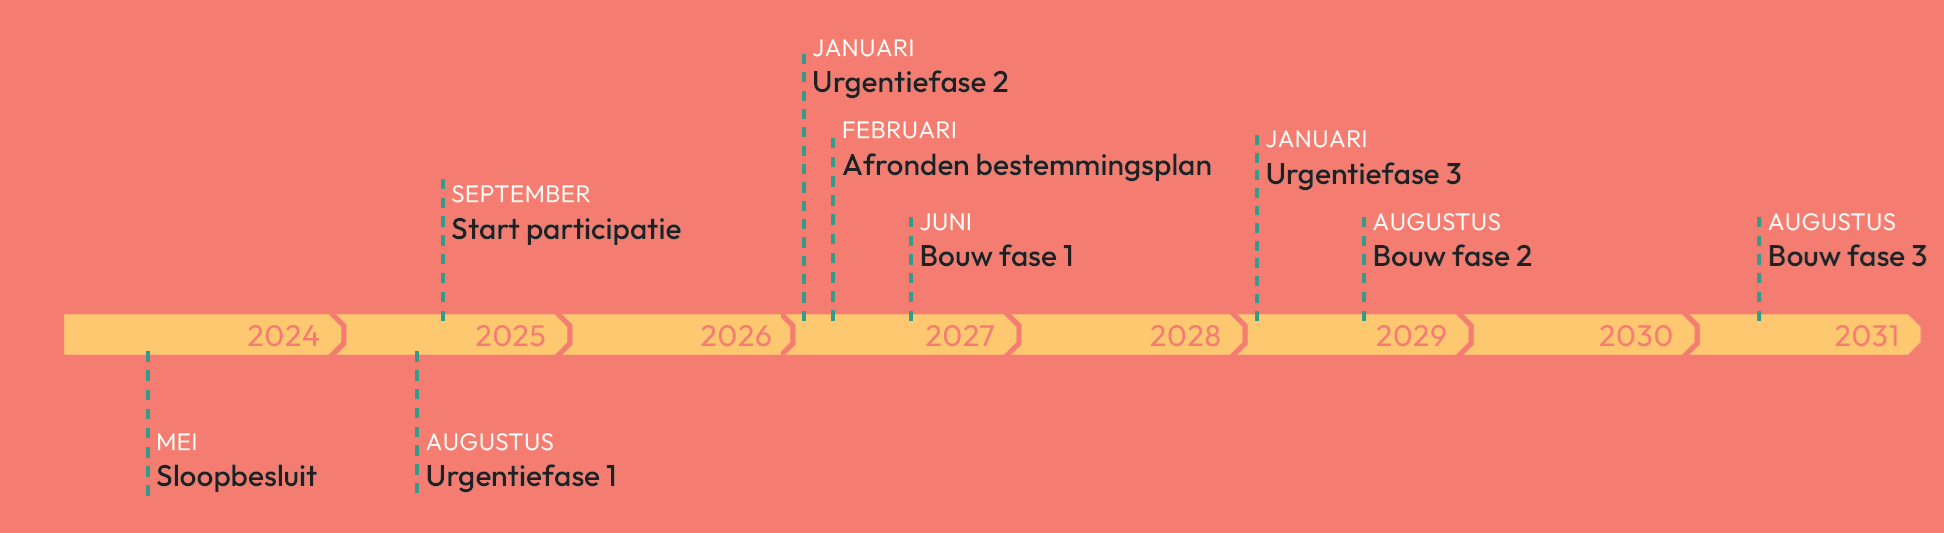 JANUARI
Urgentiefase 2
FEBRUARI
Afronden bestemmingsplan
JANUARI
Urgentiefase 3
SEPTEMBER
Start participatie
JUNI
Bouw fase 1
AUGUSTUS
Bouw fase 2
AUGUSTUS
Bouw fase 3
2024 2025 2026 2027 2028 2029 2030 2031
MEI
Sloopbesluit
AUGUSTUS
Urgentiefase 1